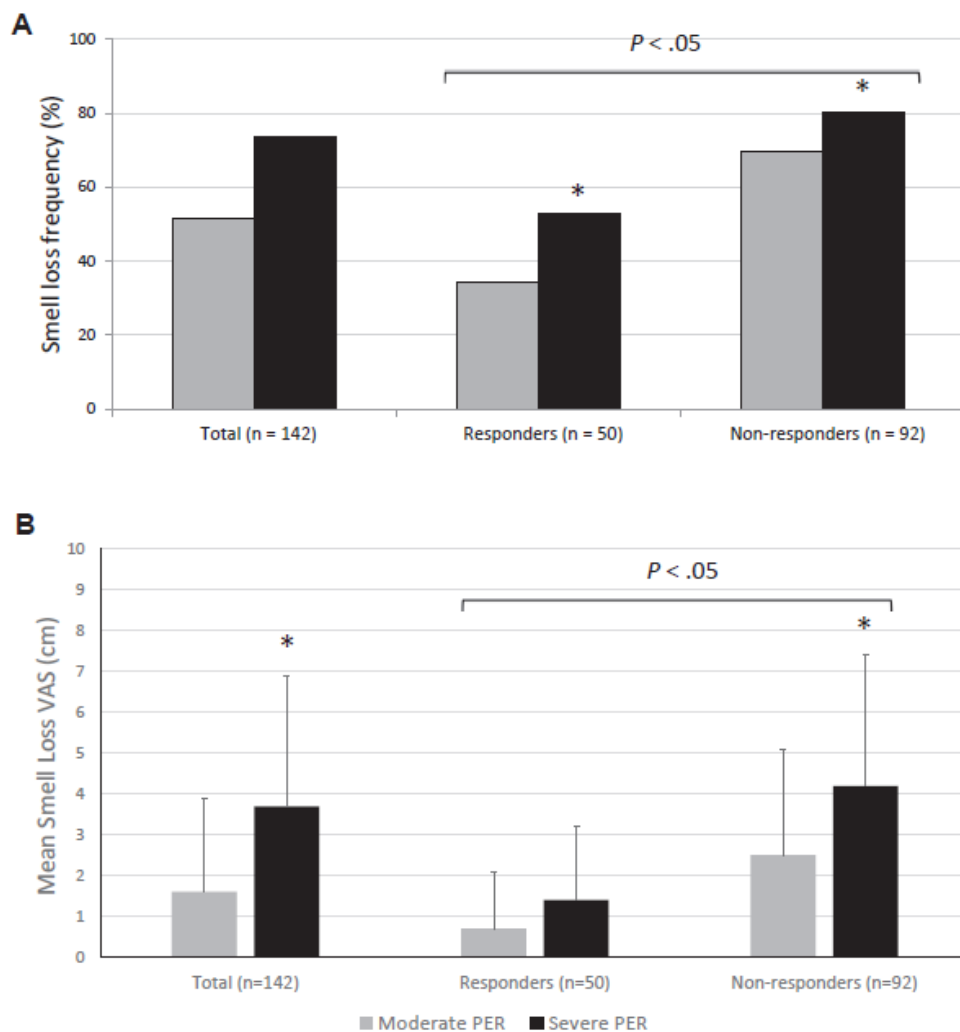 A
100
80
60
40
20
0
Smell loss frequency (%)
P < .05
*
*
Total (n = 142)
Responders (n = 50)
Non-responders (n = 92)
B
10
9
8
7
6
5
4
3
2
1
0
Mean Smell Loss VAS (cm)
P < .05
*
*
Total (n=142)
Responders (n=50)
Non-responders (n=92)
Moderate PER
Severe PER